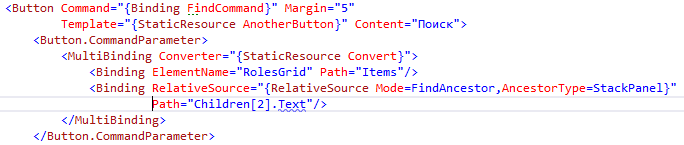 <Button Command="{Binding FindCommand}" Margin="5"
Template="{StaticResource AnotherButton}" Content="Поиск">
<Button.CommandParameter>
<MultiBinding Converter="{StaticResource Convert}">
<Binding ElementName="RolesGrid" Path="Items"/>
<Binding RelativeSource="{RelativeSource Mode=FindAncestor,AncestorType=StackPanel}"
Path="Children[2].Text"/>
</MultiBinding>
</Button.CommandParameter>